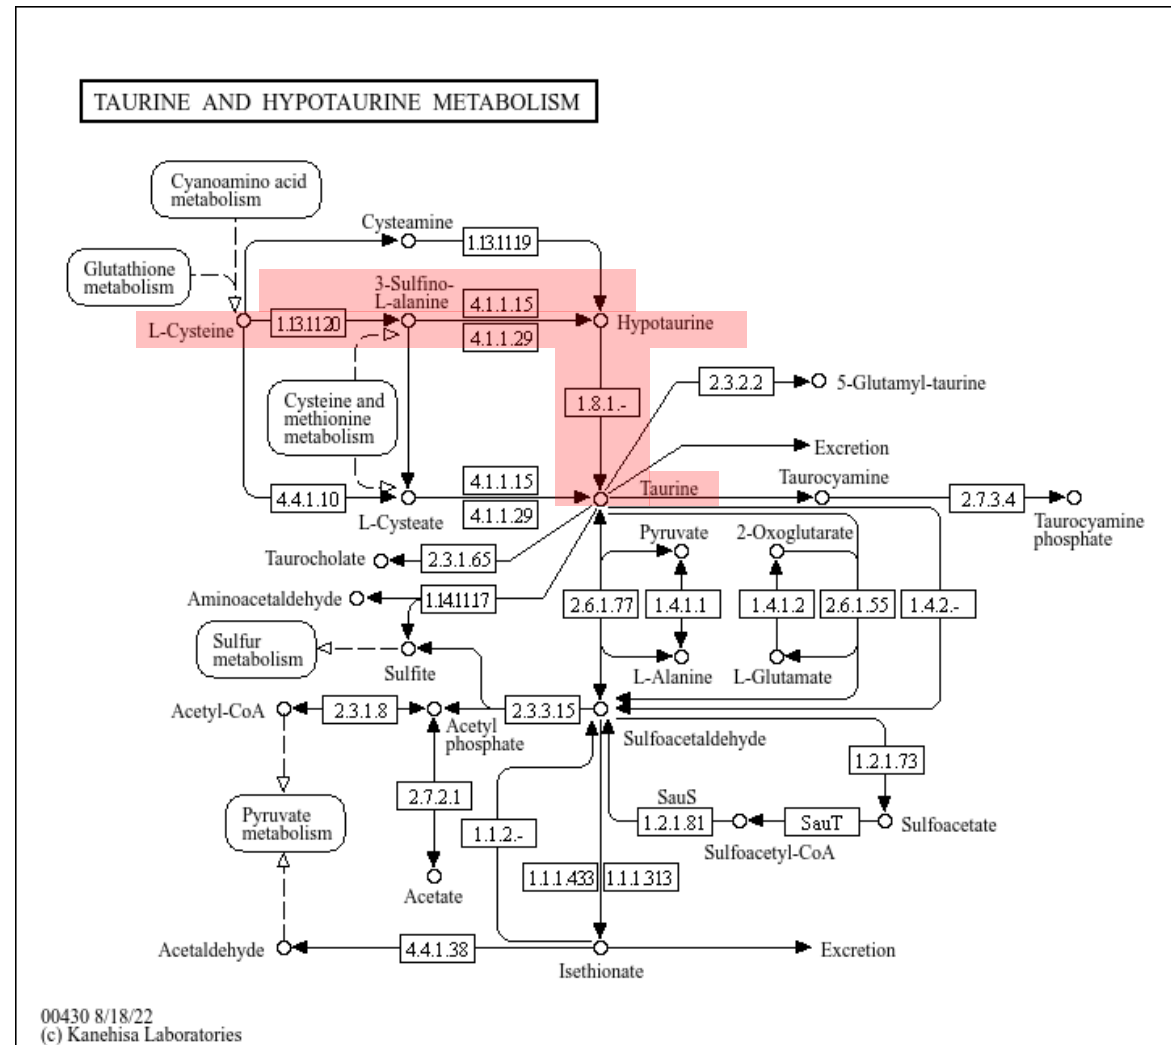 TAURINE AND HYPOTAURINE METABOLISM
Cyanoamino acid
metabolism
Glutathione
metabolism
Cysteamine
1.13.1119
3-Sulfino-
L-alanine
4.1.1.15
L-Cysteine
1.13.1120
4.1.1.29
Hypotaurine
Cysteine and
methionine
metabolism
1.8.1.-
2.3.2.2
5-Glutamyl-taurine
Excretion
4.4.1.10
L-Cysteate
4.1.1.15
4.1.1.29
Taurine
Taurocyamine
2.7.3.4
Taurocyamine
phosphate
Taurocholate
2.3.1.65
Pyruvate
2-Oxoglutarate
Aminoacetaldehyde
1.14.1117
2.6.1.77
1.4.1.1
1.4.1.2
2.6.1.55
1.4.2.-
Sulfur
metabolism
Sulfite
L-Alanine
L-Glutamate
Acetyl-CoA
2.3.1.8
Acetyl
phosphate
2.3.3.15
Sulfoacetaldehyde
1.2.1.73
2.7.2.1
Pyruvate
metabolism
1.1.2.-
SauS
1.2.1.81
SauT
Sulfoacetate
Sulfoacetyl-CoA
Acetate
1.1.1.433
1.1.1.313
Acetaldehyde
4.4.1.38
Isethionate
Excretion
00430 8/18/22
(c) Kanehisa Laboratories